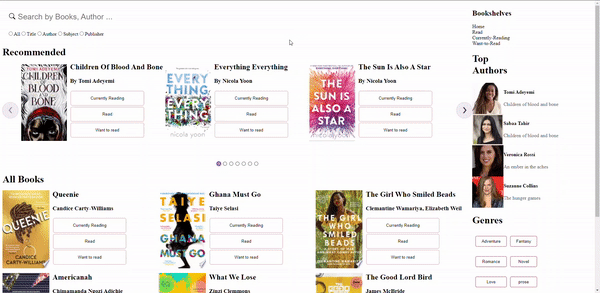 Search by Books, Author ...
All Title Author Subject Publisher
Recommended
Children Of Blood And Bone
By Tomi Adeyemi
Currently Reading
Read
Want to read
CHILDREN OF BLOOD AND BONE
Everything Everything
By Nicola Yoon
Currently Reading
Read
Want to read
EVERY
THING
EVERY
THING
nicola yoon
The Sun Is Also A Star
By Nicola Yoon
Currently Reading
Read
Want to read
THE
SUN IS
ALSO A
STAR
All Books
Queenie
Candice Carty-Williams
Currently Reading
Read
Want to read
QUEENIE
CANDICE
CARTY-WILLIAMS
Ghana Must Go
Taiye Selasi
Currently Reading
Read
Want to read
TAIYE
SELASI
GHANA
MUST GO
The Girl Who Smiled Beads
Clemantine Wamariya, Elizabeth Weil
Currently Reading
Read
Want to read
THE GIRL
WHO
SMILED
BEADS
Americanah
Chimamanda Ngozi Adichie
What We Lose
Zinzi Clemmons
The Good Lord Bird
James McBride
Bookshelves
Home
Read
Currently-Reading
Want-to-Read
Top
Authors
Tomi Adeyemi
Children of blood and bone
Sabaa Tahir
Children of blood and bone
Veronica Rossi
An ember in the ashes
Suzanne Collins
The hunger games
Genres
Adventure Fantasy
Romance Novel
Love prose